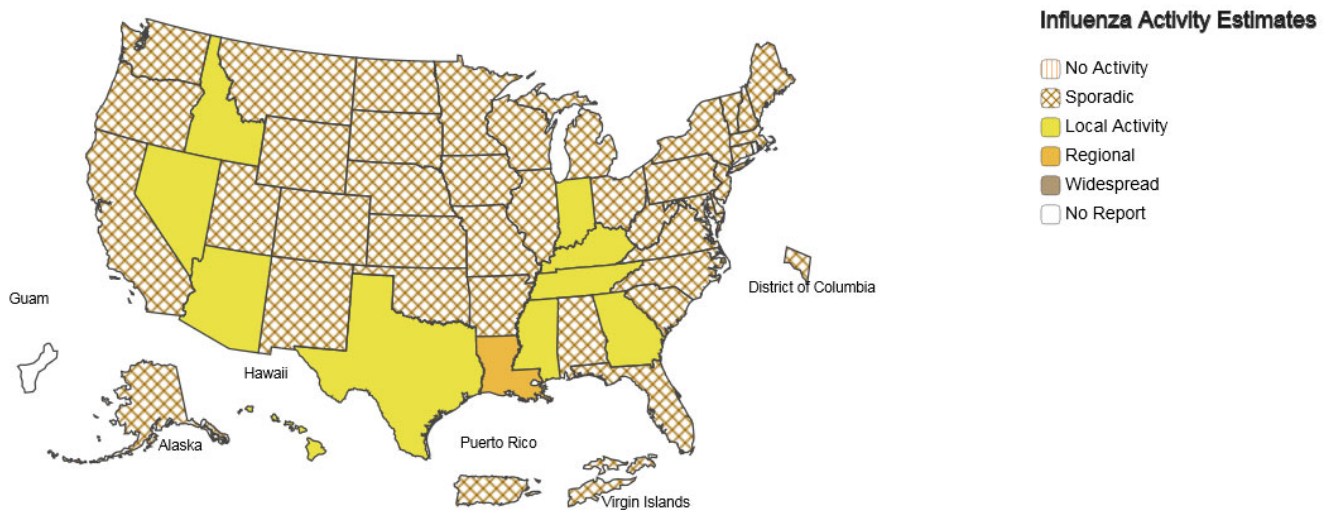 Influenza Activity Estimates
No Activity
Sporadic
Local Activity
Regional
Widespread
No Report
District of Columbia
Guam
Hawaii
Alaska
Puerto Rico
Virgin Islands